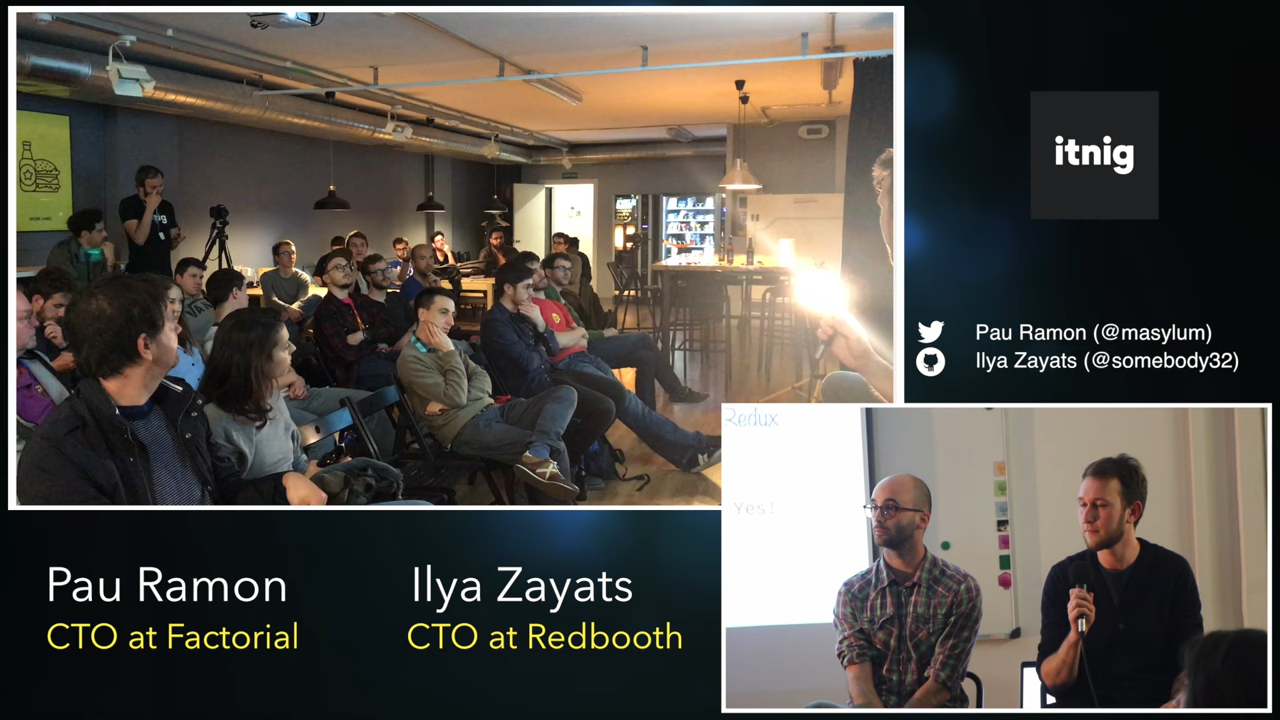 itnig
Pau Ramon (@masylum)
Ilya Zayats (@somebody32)
Redux
Yes!
Pau Ramon
CTO at Factorial
Ilya Zayats
CTO at Redbooth